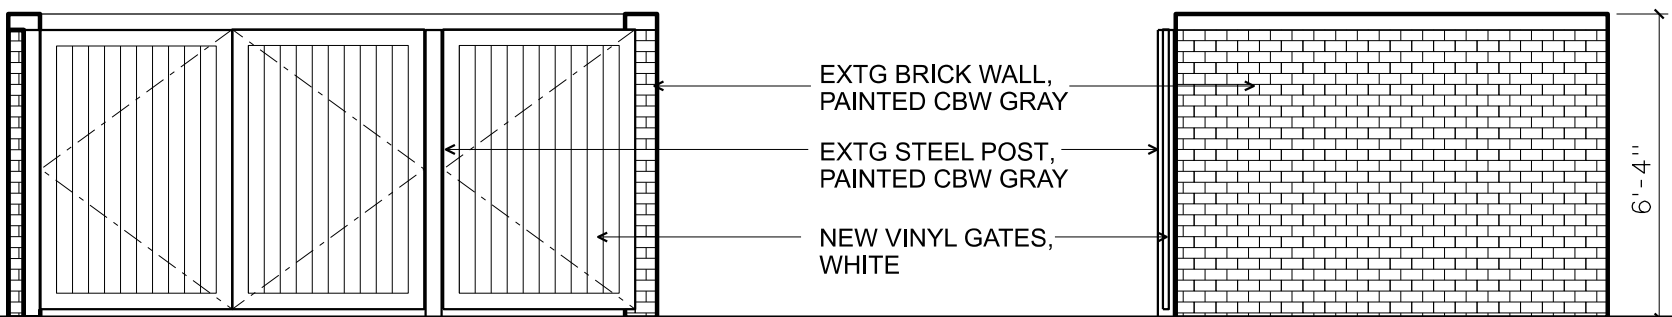 EXTG BRICK WALL,
PAINTED CBW GRAY
EXTG STEEL POST,
PAINTED CBW GRAY
NEW VINYL GATES,
WHITE
6'-4"